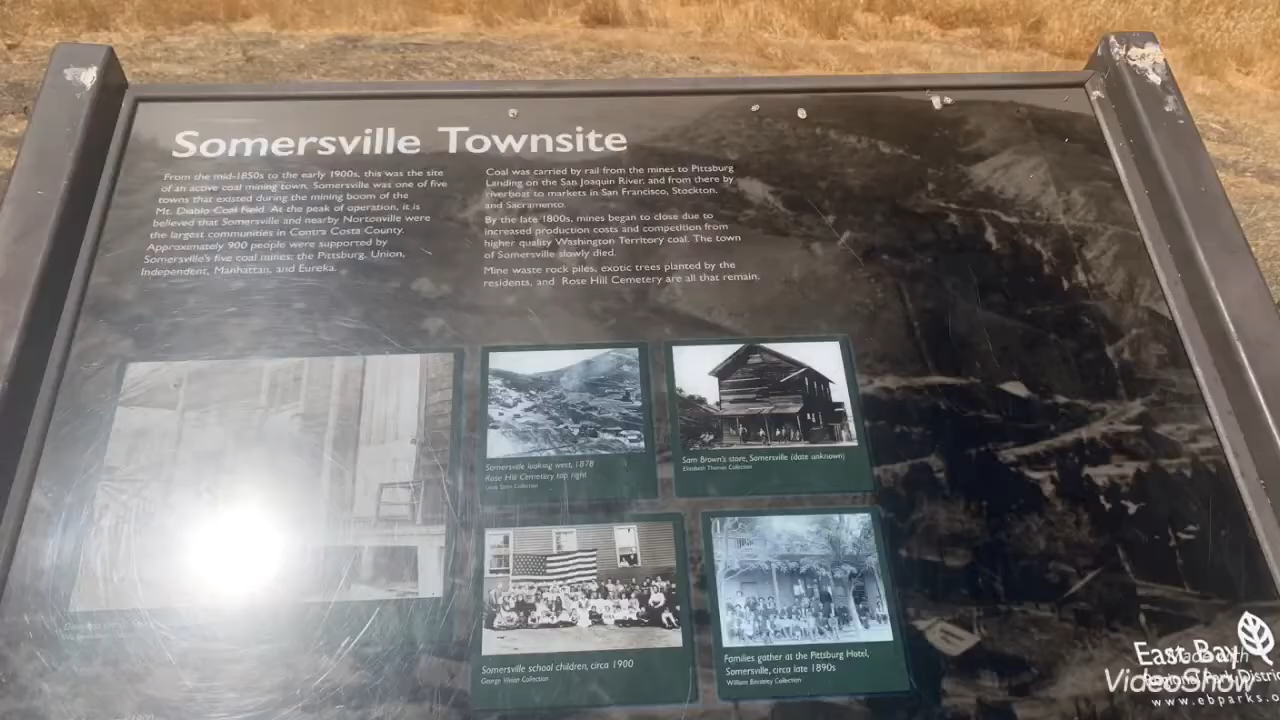 Somersville Townsite
From the mid-1850s to the early 1900s, this was the site
of an active coal mining town. Somersville was one of five
towns that existed during the mining boom of the
Mt. Diablo Coal Field. At the peak of operation, it is
believed that Somersville and nearby Nortonville were
the largest communities in Contra Costa County.
Approximately 900 people were supported by
Somersville's five coal mines: the Pittsburg, Union,
Independent, Manhattan, and Eureka.
Coal was carried by rail from the mines to Pittsburg
Landing on the San Joaquin River, and from there by
riverboat to markets in San Francisco, Stockton,
and Sacramento.
By the late 1800s, mines began to close due to
increased production costs and competition from
higher quality Washington Territory coal. The town
of Somersville slowly died.
Mine waste rock piles, exotic trees planted by the
residents, and Rose Hill Cemetery are all that remain.
Somersville looking west, 1878
Rose Hill Cemetery top right
Collection
Sam Brown's store, Somersville (date unknown)
Elizabeth Thomas Collection
Somersville school children, circa 1900
George Vivian Collection
Families gather at the Pittsburg Hotel,
Somersville, circa late 1890s
William Collection
East Bay
Regional Park District
www.ebparks.o
Made with
VideoShow